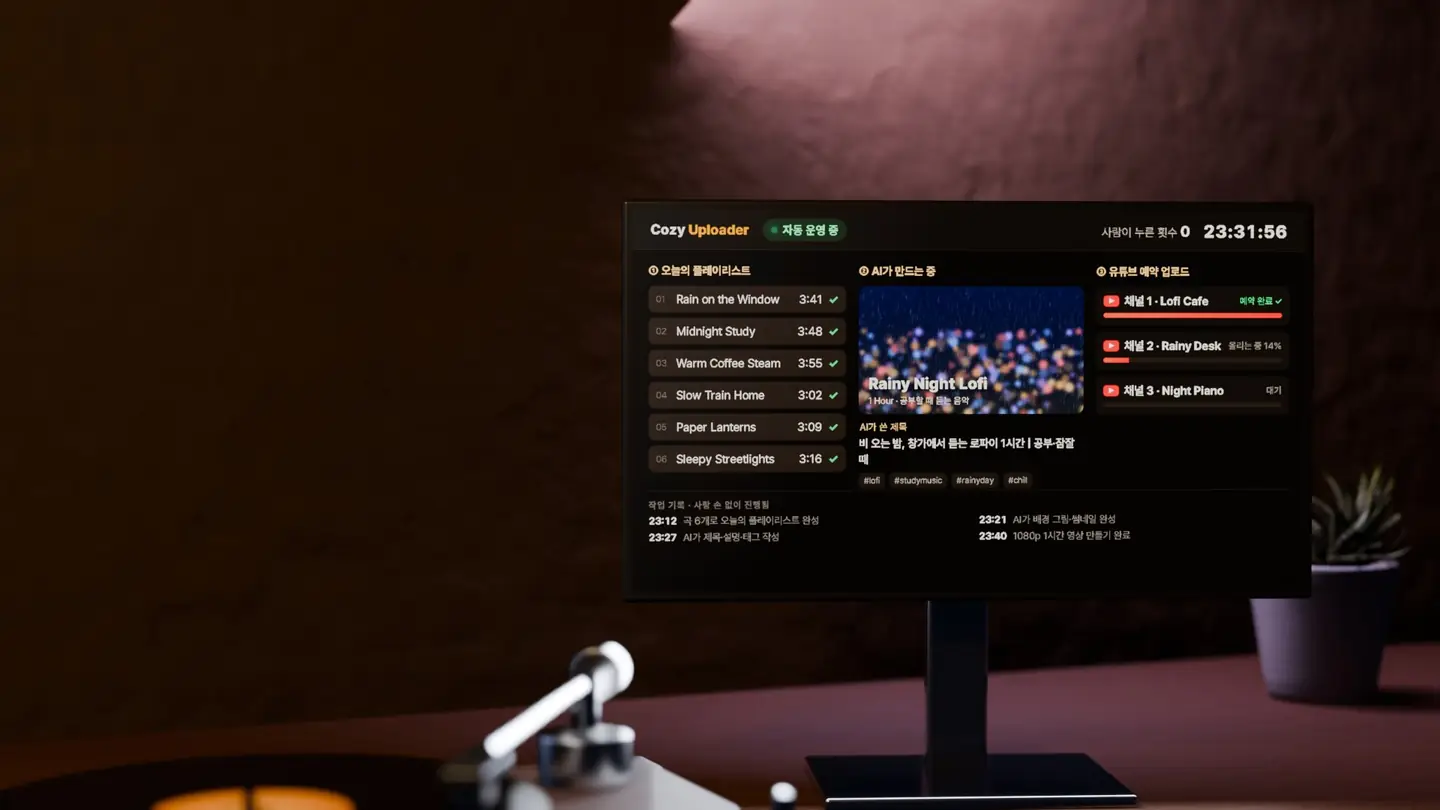 Cozy Uploader
자동 운영 중
사람이 누른 횟수 0
23:31:56
① 오늘의 플레이리스트
01 Rain on the Window 3:41
02 Midnight Study 3:48
03 Warm Coffee Steam 3:55
04 Slow Train Home 3:02
05 Paper Lanterns 3:09
06 Sleepy Streetlights 3:16
② AI가 만드는 중
Rainy Night Lofi
1 Hour · 공부할 때 듣는 음악
AI가 쓴 제목
비 오는 밤, 창가에서 듣는 로파이 1시간 | 공부·잠잘
때
#lofi #studymusic #rainyday #chill
③ 유튜브 예약 업로드
채널 1 · Lofi Cafe 예약 완료
채널 2 · Rainy Desk 올리는 중 14%
채널 3 · Night Piano 대기
작업 기록 · 사람 손 없이 진행됨
23:12 곡 6개로 오늘의 플레이리스트 완성
23:27 AI가 제목·설명·태그 작성
23:21 AI가 배경 그림·썸네일 완성
23:40 1080p 1시간 영상 만들기 완료